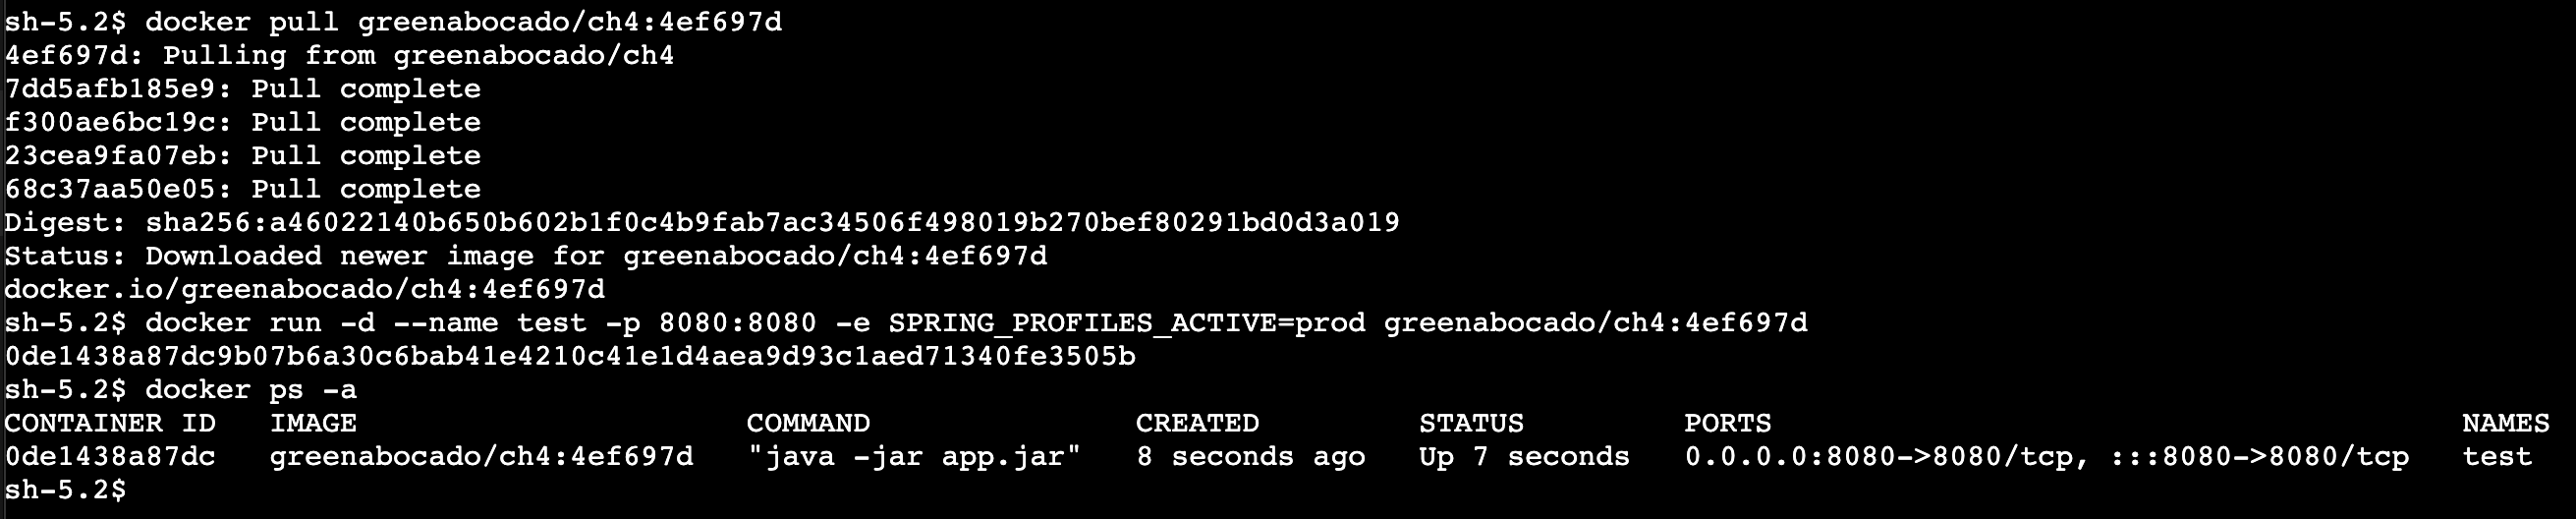 sh-5.2$ docker pull greenabocado/ch4:4ef697d
4ef697d: Pulling from greenabocado/ch4
7dd5afb185e9: Pull complete
f300ae6bc19c: Pull complete
23cea9fa07eb: Pull complete
68c37aa50e05: Pull complete
Digest: sha256:a46022140b650b602b1f0c4b9fab7ac34506f498019b270bef80291bd0d3a019
Status: Downloaded newer image for greenabocado/ch4:4ef697d
docker.io/greenabocado/ch4:4ef697d
sh-5.2$ docker run -d --name test -p 8080:8080 -e SPRING_PROFILES_ACTIVE=prod greenabocado/ch4:4ef697d
0de1438a87dc9b07b6a30c6bab41e4210c41e1d4aea9d93c1aed71340fe3505b
sh-5.2$ docker ps -a
CONTAINER ID   IMAGE                           COMMAND               CREATED         STATUS         PORTS                                       NAMES
0de1438a87dc   greenabocado/ch4:4ef697d   "java -jar app.jar"   8 seconds ago   Up 7 seconds   0.0.0.0:8080->8080/tcp, :::8080->8080/tcp   test
sh-5.2$